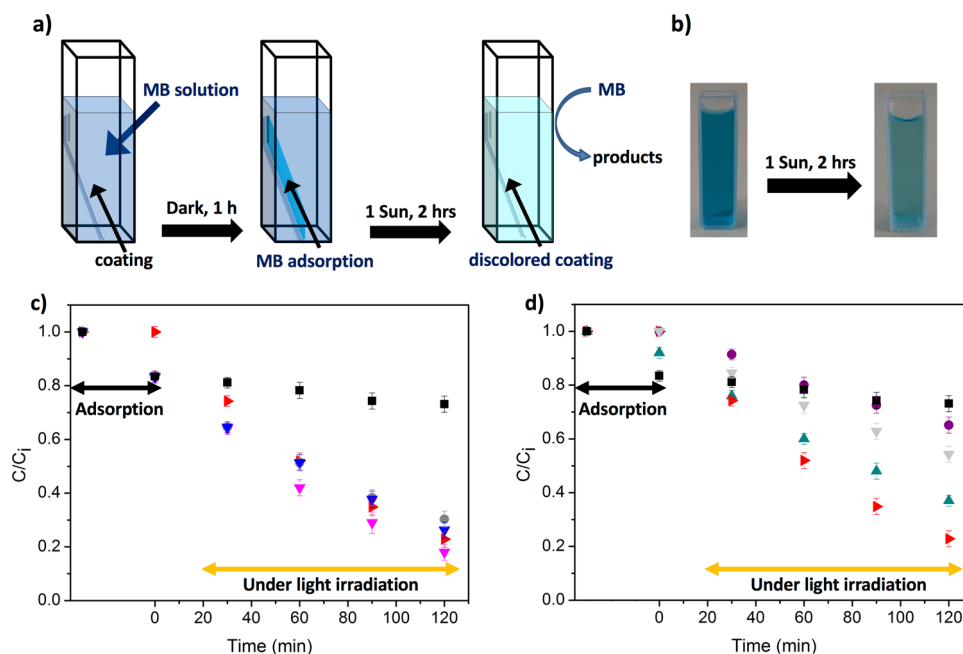 a)
MB solution
coating
Dark, 1 h
MB adsorption
1 Sun, 2 hrs
MB
products
discolored coating
b)
1 Sun, 2 hrs
c)
C/Ci
1.0
0.8
0.6
0.4
0.2
0.0
Adsorption
Under light irradiation
0 20 40 60 80 100 120
Time (min)
d)
C/Ci
1.0
0.8
0.6
0.4
0.2
0.0
Adsorption
Under light irradiation
0 20 40 60 80 100 120
Time (min)